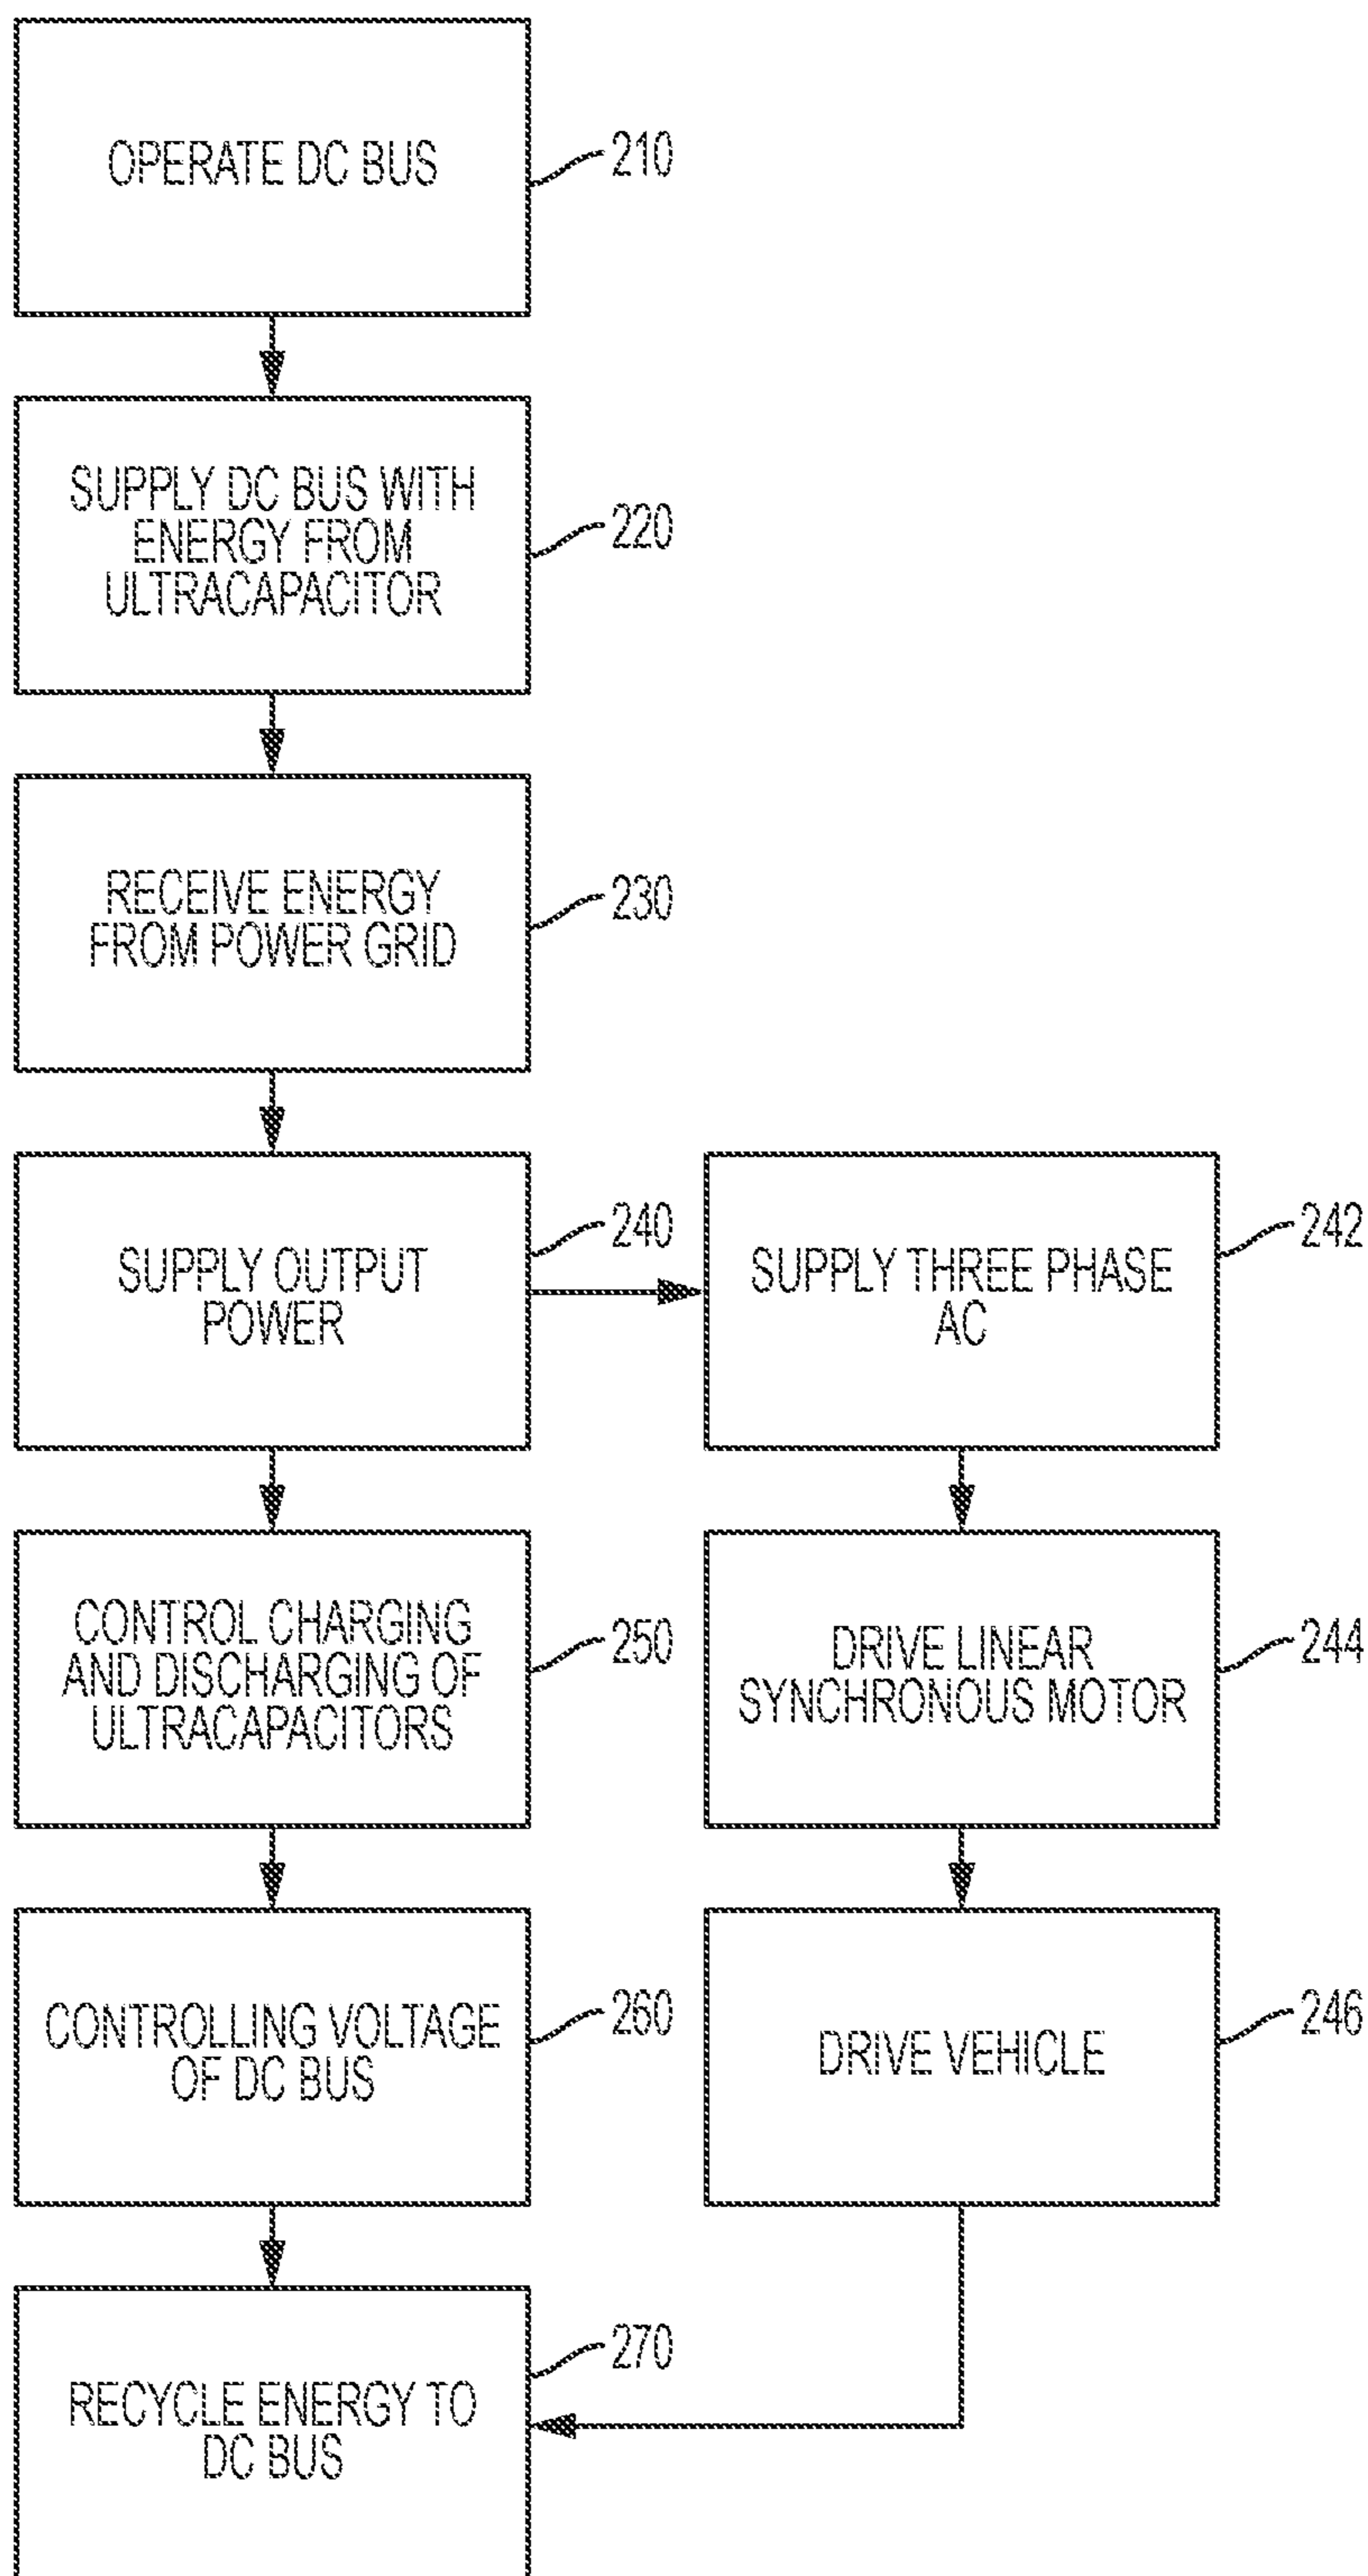 OPERATE DC BUS
210
SUPPLY DC BUS WITH
ENERGY FROM
ULTRACAPACITOR
220
RECEIVE ENERGY
FROM POWER GRID
230
SUPPLY OUTPUT
POWER
240
SUPPLY THREE PHASE
AC
242
CONTROL CHARGING
AND DISCHARGING OF
ULTRACAPACITORS
250
DRIVE LINEAR
SYNCHRONOUS MOTOR
244
CONTROLLING VOLTAGE
OF DC BUS
260
DRIVE VEHICLE
246
RECYCLE ENERGY TO
DC BUS
270